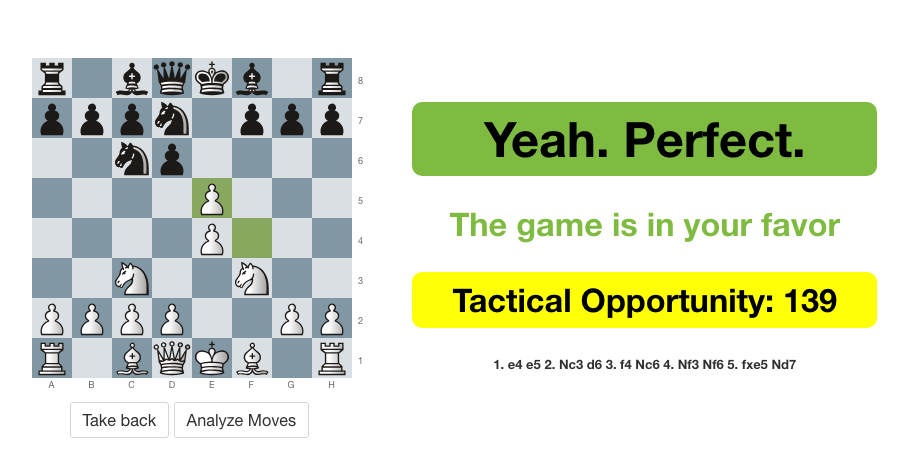 8
7
6
5
4
3
2
1
A B C D E F G H
Take back
Analyze Moves
Yeah. Perfect.
The game is in your favor
Tactical Opportunity: 139
1. e4 e5 2. Nc3 d6 3. f4 Nc6 4. Nf3 Nf6 5. fxe5 Nd7